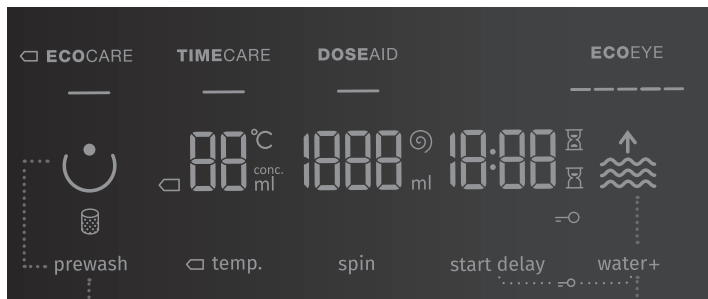 ECOCARE TIMECARE DOSEAID ECOEYE
88 °C 1888 18:88
conc.
ml ml
prewash temp. spin start delay water+